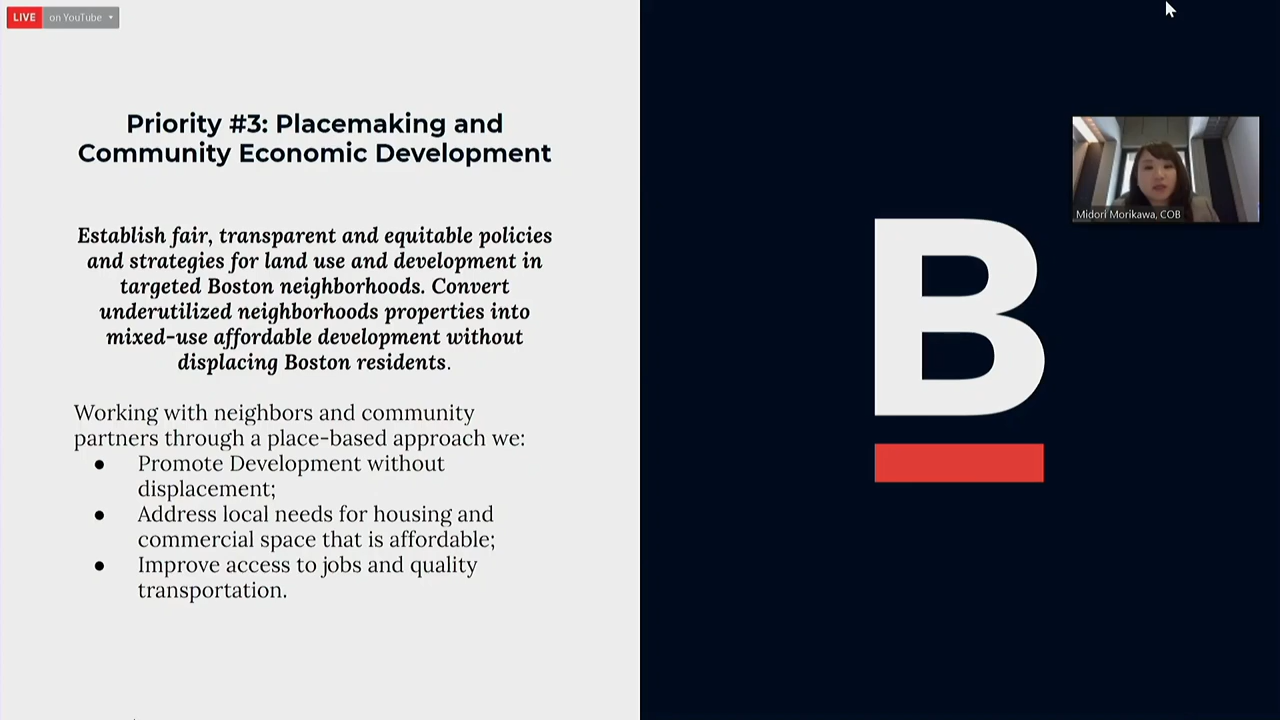 LIVE on YouTube
Priority #3: Placemaking and
Community Economic Development
Establish fair, transparent and equitable policies
and strategies for land use and development in
targeted Boston neighborhoods. Convert
underutilized neighborhoods properties into
mixed-use affordable development without
displacing Boston residents.
Working with neighbors and community
partners through a place-based approach we:
● Promote Development without
displacement;
● Address local needs for housing and
commercial space that is affordable;
● Improve access to jobs and quality
transportation.
B
Midori Morikawa, COB